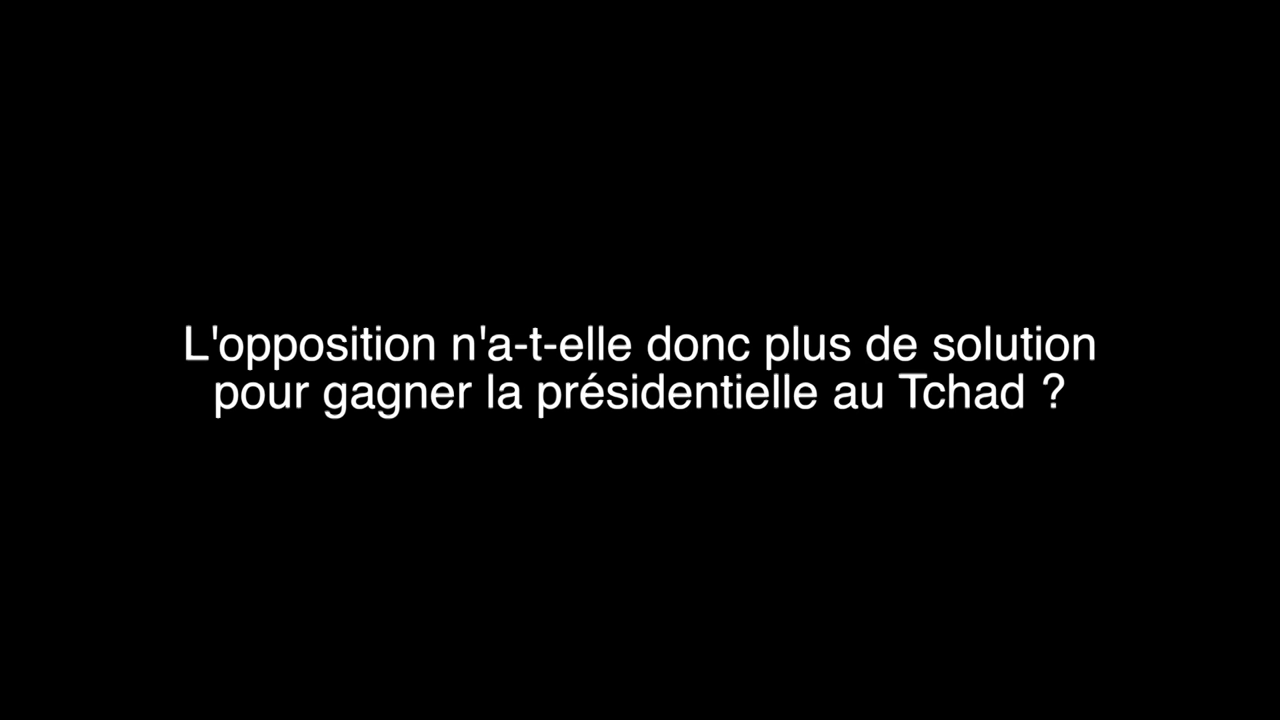 L'opposition n'a-t-elle donc plus de solution
pour gagner la présidentielle au Tchad ?